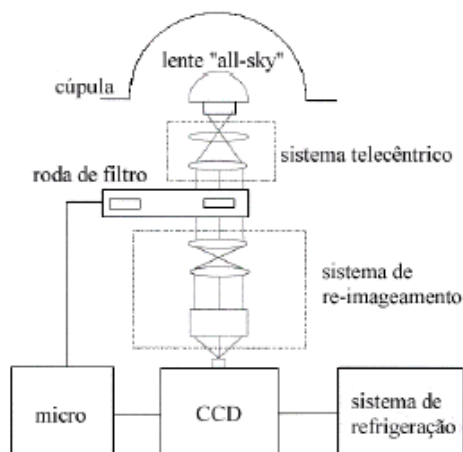 lente "all-sky"
cúpula
sistema telecêntrico
roda de filtro
sistema de
re-imageamento
micro
CCD
sistema de
refrigeração